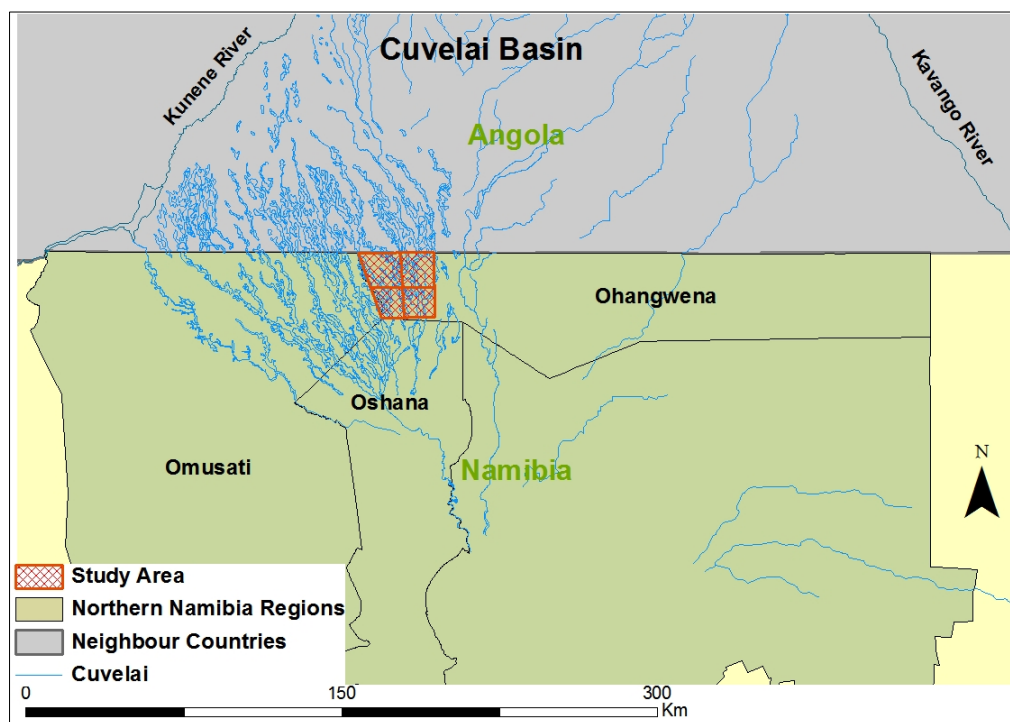 Cuvelai Basin
Kunene River
Kavango River
Angola
Ohangwena
Oshana
Omusati
Namibia
N
Study Area
Northern Namibia Regions
Neighbour Countries
Cuvelai
0 150 300
Km